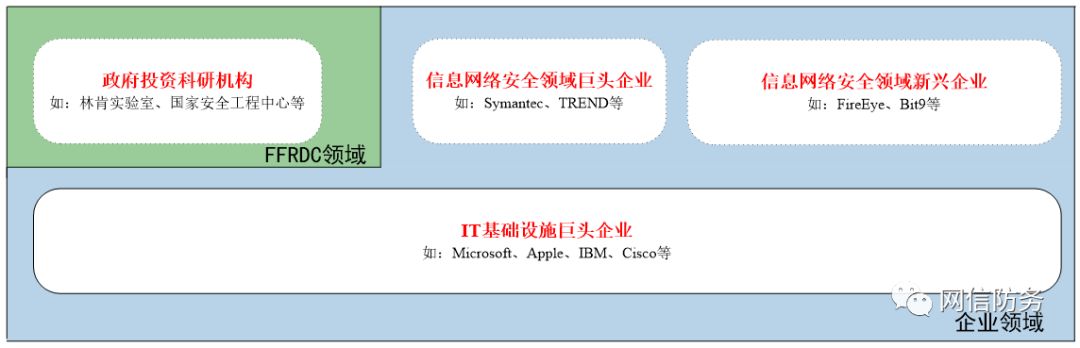 政府投资科研机构
如：林肯实验室、国家安全工程中心等
FFRDC领域
信息网络安全领域巨头企业
如：Symantec、TREND等
信息网络安全领域新兴企业
如：FireEye、Bit9等
IT基础设施巨头企业
如：Microsoft、Apple、IBM、Cisco等
网信防务
企业领域